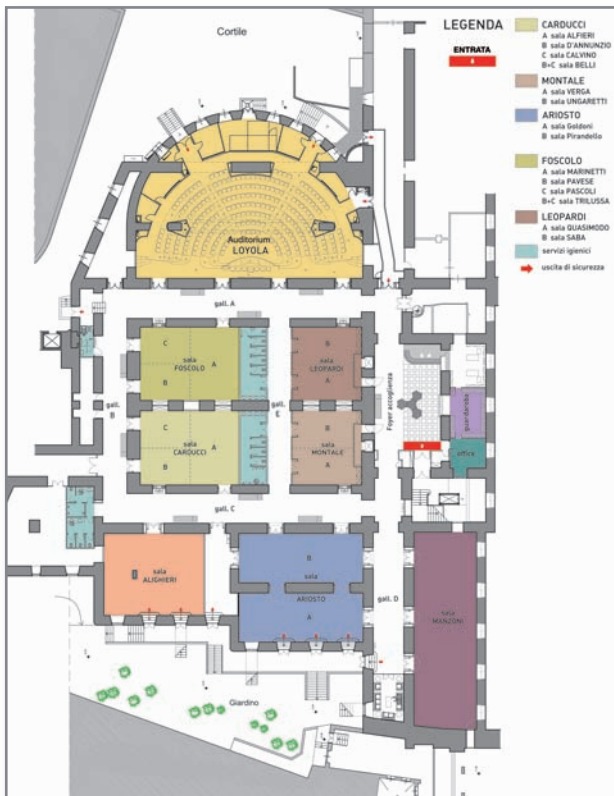 LEGENDA
ENTRATA
CARDUCCI
A sala ALFIERI
B sala D'ANNUNZIO
C sala CALVINO
B+C sala BELLI
MONTALE
A sala VERGA
B sala UNGARETTI
ARIOSTO
A sala Goldoni
B sala Pirandello
FOSCOLO
A sala MARINETTI
B sala PAVESE
C sala PASCOLI
B+C sala TRILUSSA
LEOPARDI
A sala QUASIMODO
B sala SABA
servizi igienici
uscita di sicurezza
Cortile
Auditorium
LOYOLA
gall. A
C
sala
FOSCOLO
A
B
B
sala
LEOPARDI
A
gall.
B
gall.
E
Foyer accoglienza
guardaroba
office
C
sala
CARDUCCI
A
B
B
sala
MONTALE
A
gall. C
sala
ALIGHIERI
B
sala
ARIOSTO
A
gall. D
sala
MANZONI
Giardino